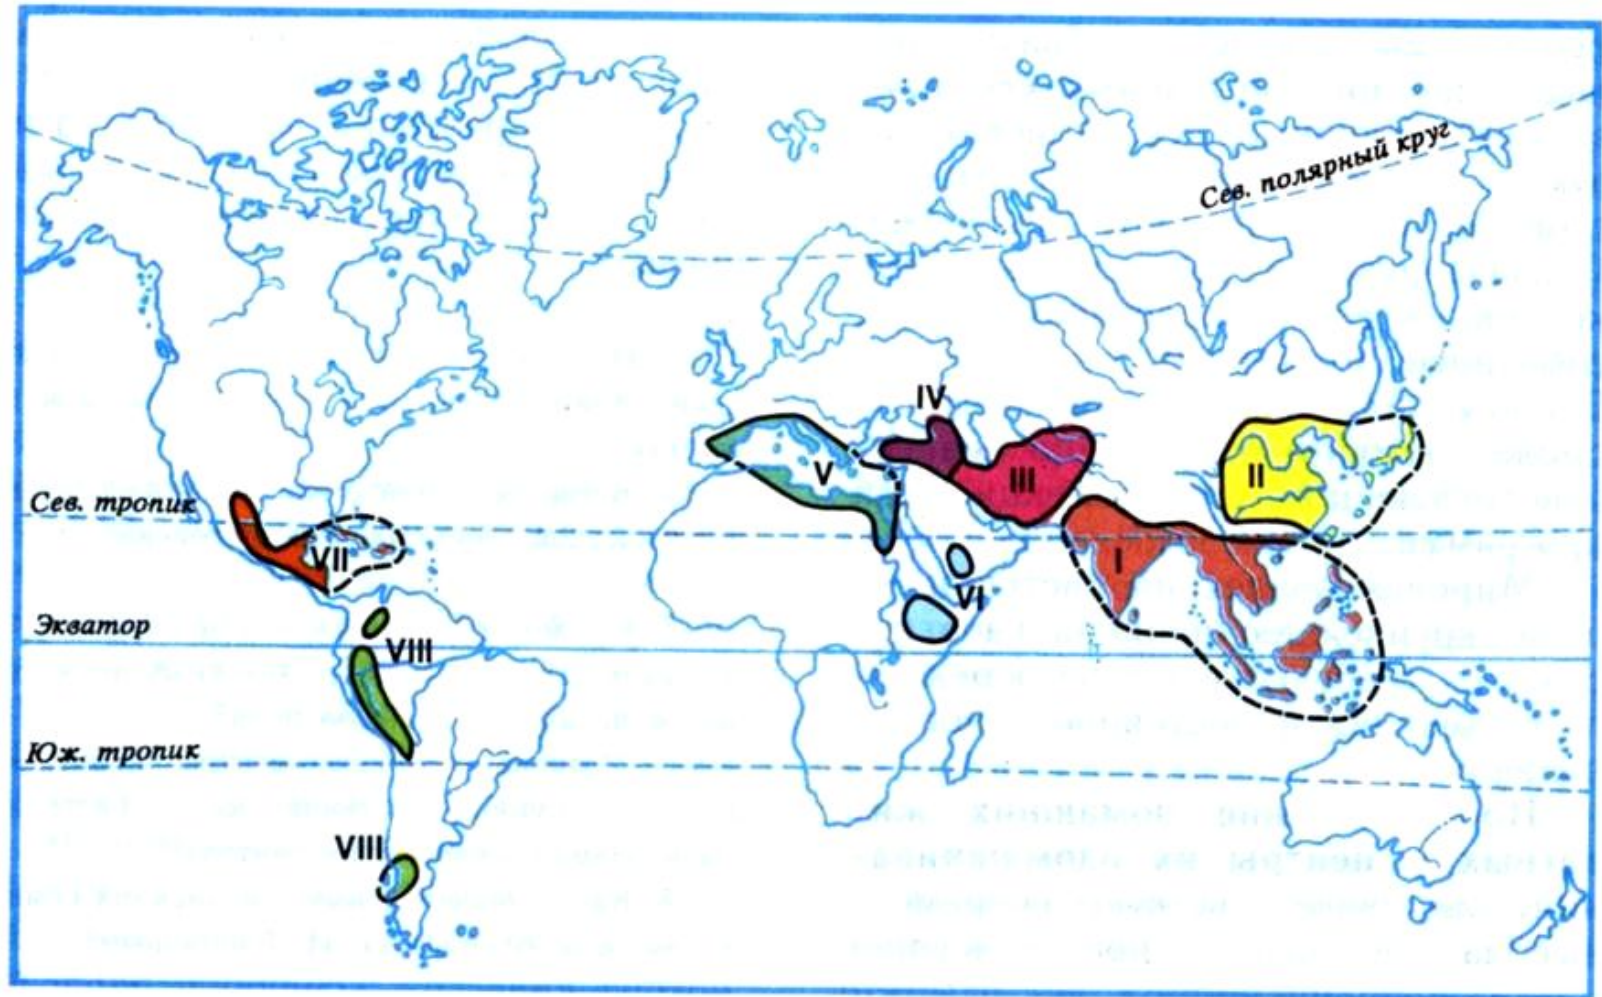 Сев. полярный круг
IV
V
III
II
Сев. тропик
VII
I
VI
Экватор
VIII
Юж. тропик
VIII